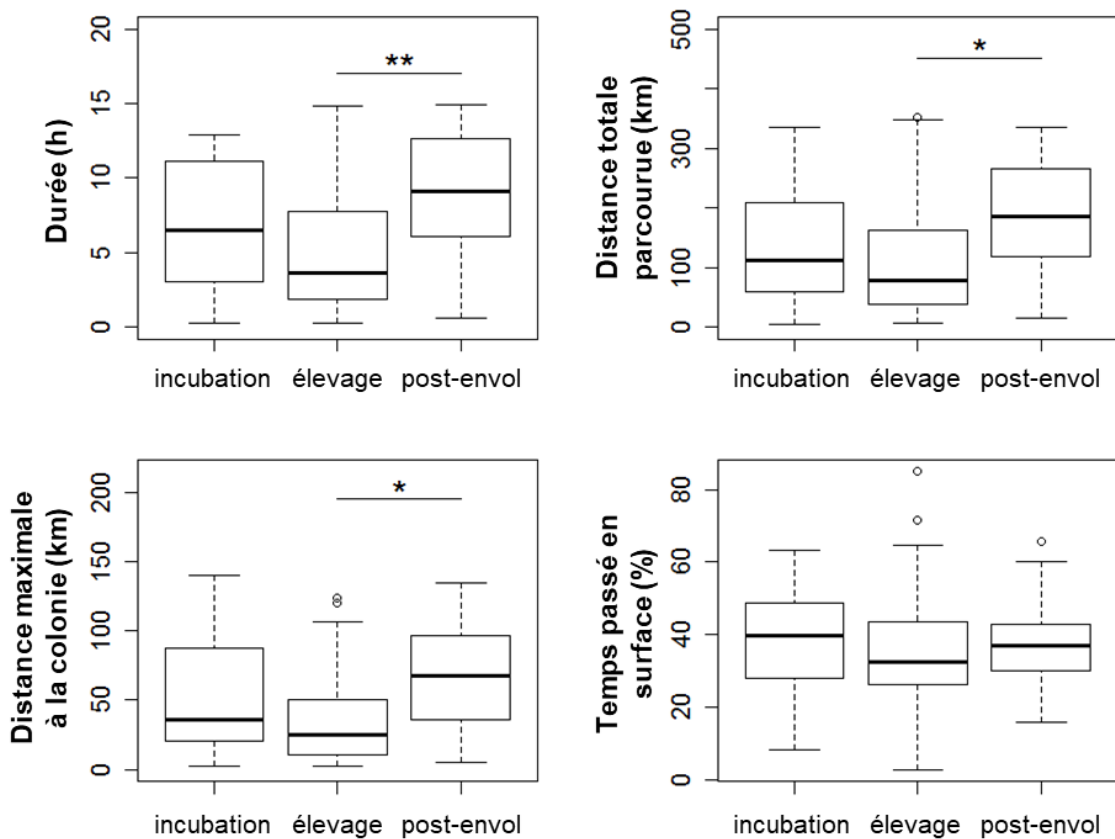 Durée (h)
20
15
10
5
0
**
incubation élevage post-envol
Distance totale
parcourue (km)
500
300
100
0
*
incubation élevage post-envol
Distance maximale
à la colonie (km)
200
150
100
50
0
*
incubation élevage post-envol
Temps passé en
surface (%)
80
60
40
20
0
incubation élevage post-envol